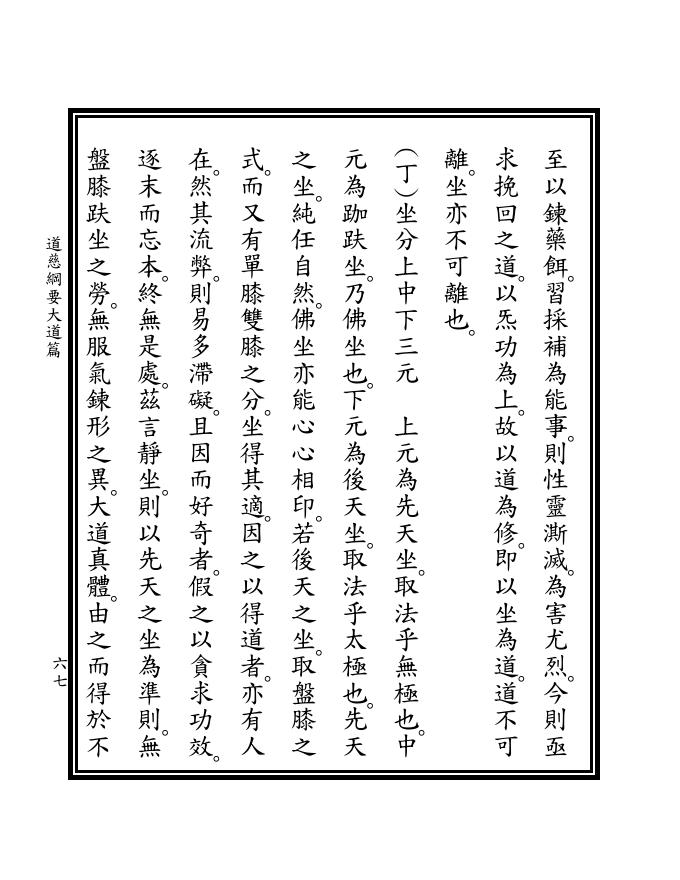 至以鍊藥餌。習採補為能事。則性靈澌滅。為害尤烈。今則亟
求挽回之道。以炁功為上。故以道為修。即以坐為道。道不可
離。坐亦不可離也。
(丁)坐分上中下三元　上元為先天坐。取法乎無極也。中
元為跏趺坐。乃佛坐也。下元為後天坐。取法乎太極也。先天
之坐。純任自然。佛坐亦能心心相印。若後天之坐。取盤膝之
式。而又有單膝雙膝之分。坐得其適。因之以得道者。亦有人
在。然其流弊。則易多滯礙。且因而好奇者。假之以貪求功效。
逐末而忘本。終無是處。茲言靜坐。則以先天之坐為準則。無
盤膝趺坐之勞。無服氣鍊形之異。大道真體。由之而得於不
道慈綱要大道篇
六七